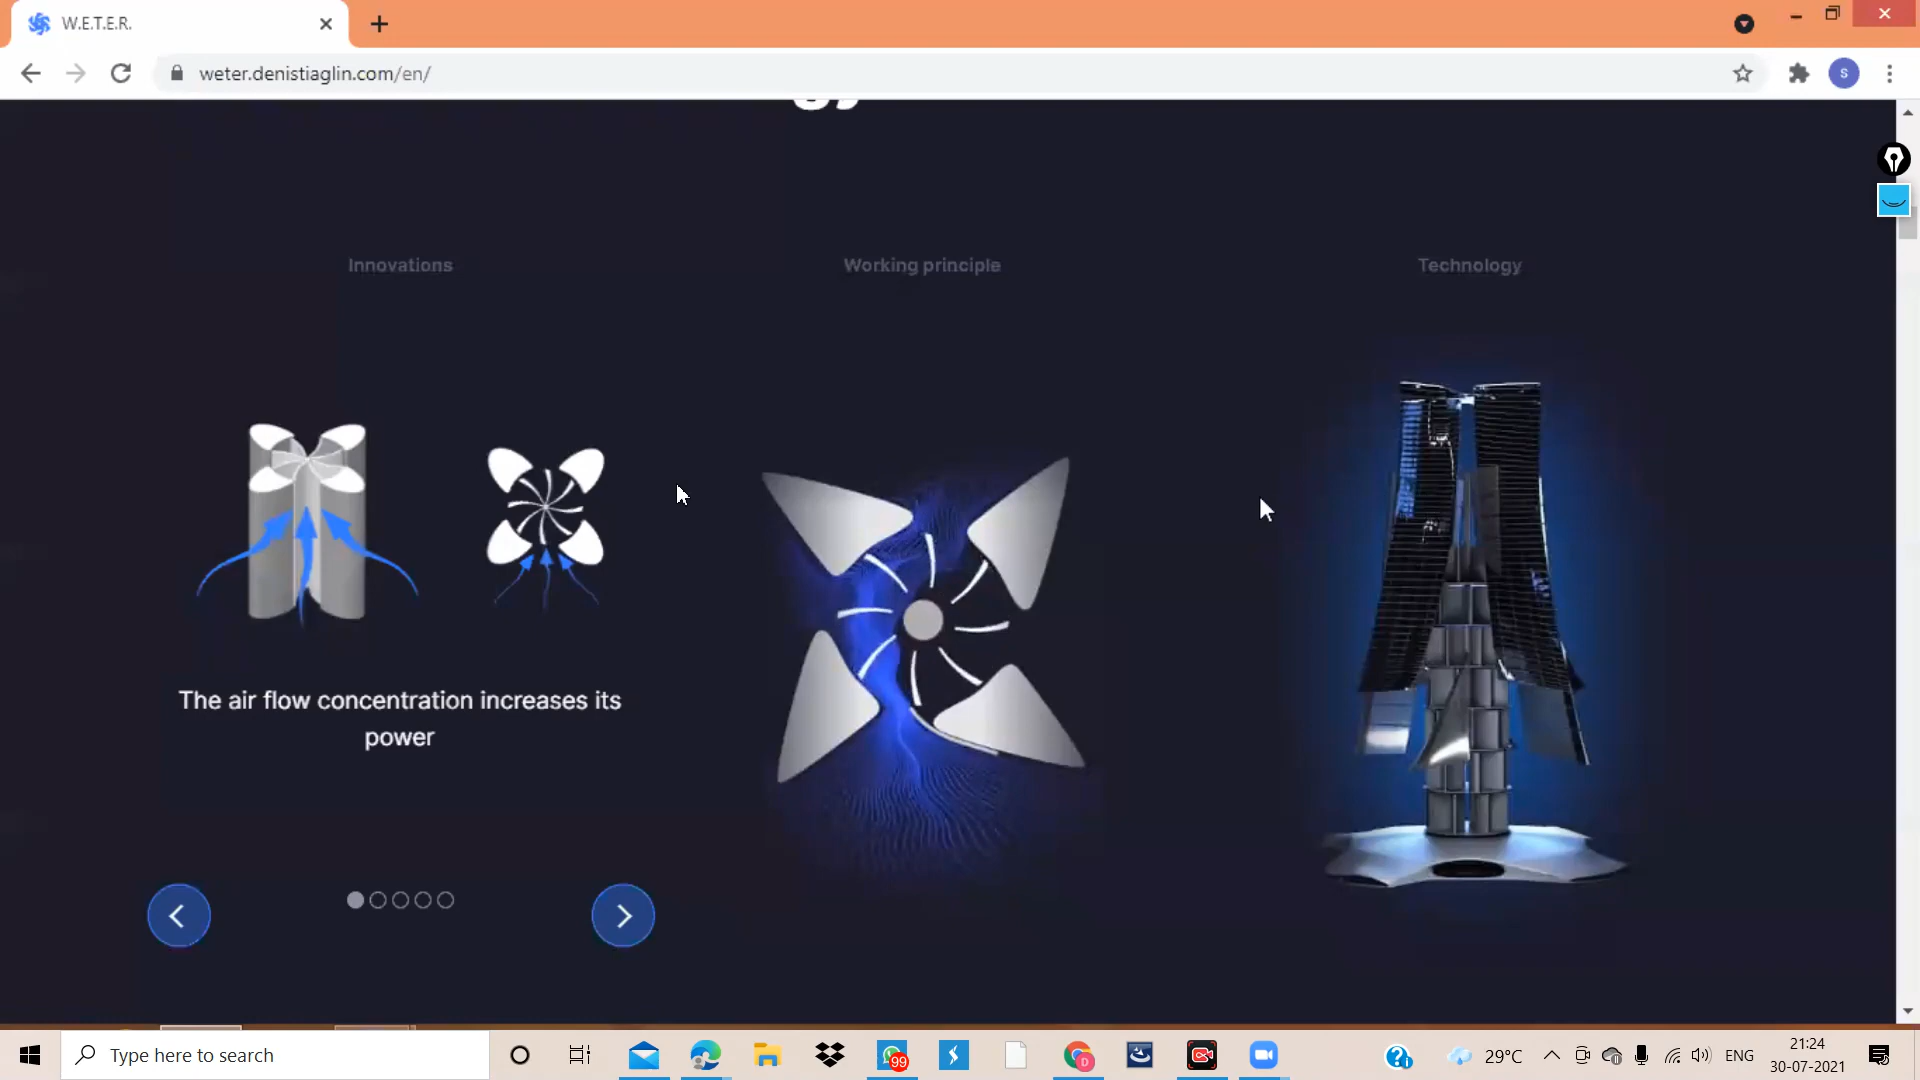 W.E.T.E.R.
weter.denistiaglin.com/en/
S
Innovations
Working principle
Technology
The air flow concentration increases its
power
Type here to search
99
D
29°C
ENG
21:24
30-07-2021